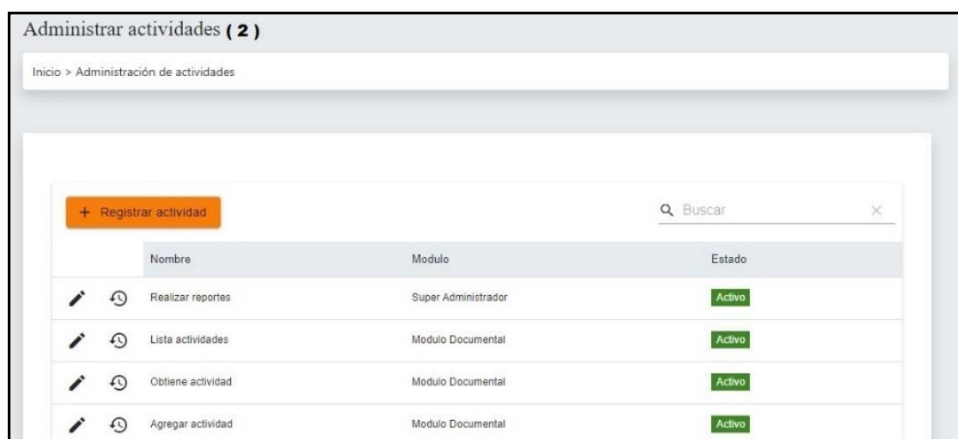 Administrar actividades ( 2 )
Inicio > Administración de actividades
+ Registrar actividad
Buscar
Nombre Modulo Estado
Realizar reportes Super Administrador Activo
Lista actividades Modulo Documental Activo
Obtiene actividad Modulo Documental Activo
Agregar actividad Modulo Documental Activo